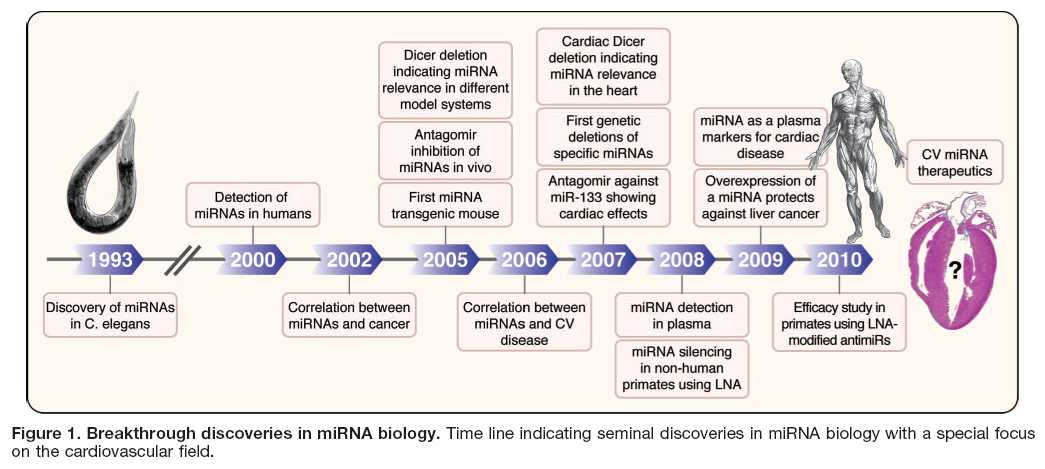 Dicer deletion
indicating miRNA
relevance in different
model systems
Antagomir
inhibition of
miRNAs in vivo
First miRNA
transgenic mouse
Cardiac Dicer
deletion indicating
miRNA relevance
in the heart
First genetic
deletions of
specific miRNAs
Antagomir against
miR-133 showing
cardiac effects
miRNA as a plasma
markers for cardiac
disease
Overexpression of
a miRNA protects
against liver cancer
CV miRNA
therapeutics
Detection of
miRNAs in humans
1993
2000
2002
2005
2006
2007
2008
2009
2010
?
Discovery of miRNAs
in C. elegans
Correlation between
miRNAs and cancer
Correlation between
miRNAs and CV
disease
miRNA detection
in plasma
miRNA silencing
in non-human
primates using LNA
Efficacy study in
primates using LNA-
modified antimiRs
Figure 1. Breakthrough discoveries in miRNA biology. Time line indicating seminal discoveries in miRNA biology with a special focus
on the cardiovascular field.